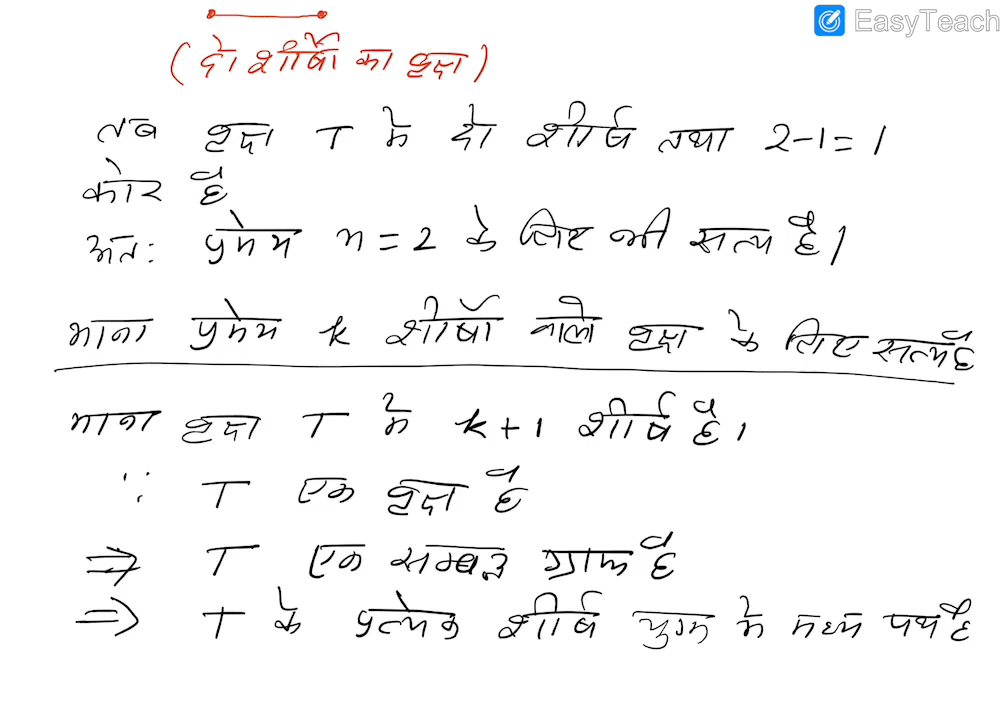 EasyTeach
(दो शीर्षों का वृक्ष)
तब वृक्ष T में दो शीर्ष तथा 2-1=1
कोर है
अतः प्रमेय n=2 के लिए भी सत्य है।
माना प्रमेय k शीर्षों वाले वृक्ष के लिए सत्य है
माना वृक्ष T में k+1 शीर्ष है।
∵ T एक वृक्ष है
⇒ T एक सम्बद्ध ग्राफ है
⇒ T के प्रत्येक शीर्ष युग्म के मध्य पथ है